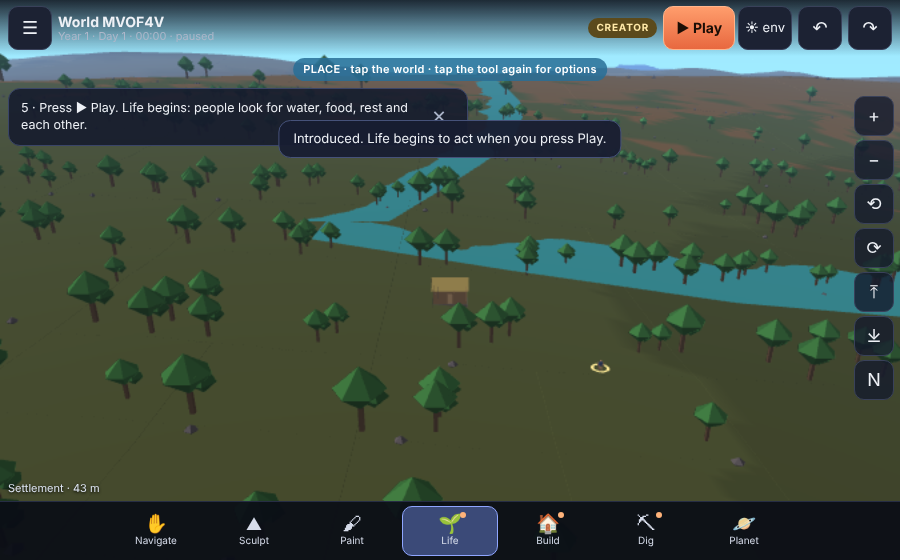 World MVOF4V
Year 1 · Day 1 · 00:00 · paused
CREATOR
▶ Play
☀ env
PLACE · tap the world · tap the tool again for options
5 · Press ▶ Play. Life begins: people look for water, food, rest and
each other.
Introduced. Life begins to act when you press Play.
N
Settlement · 43 m
Navigate
Sculpt
Paint
Life
Build
Dig
Planet